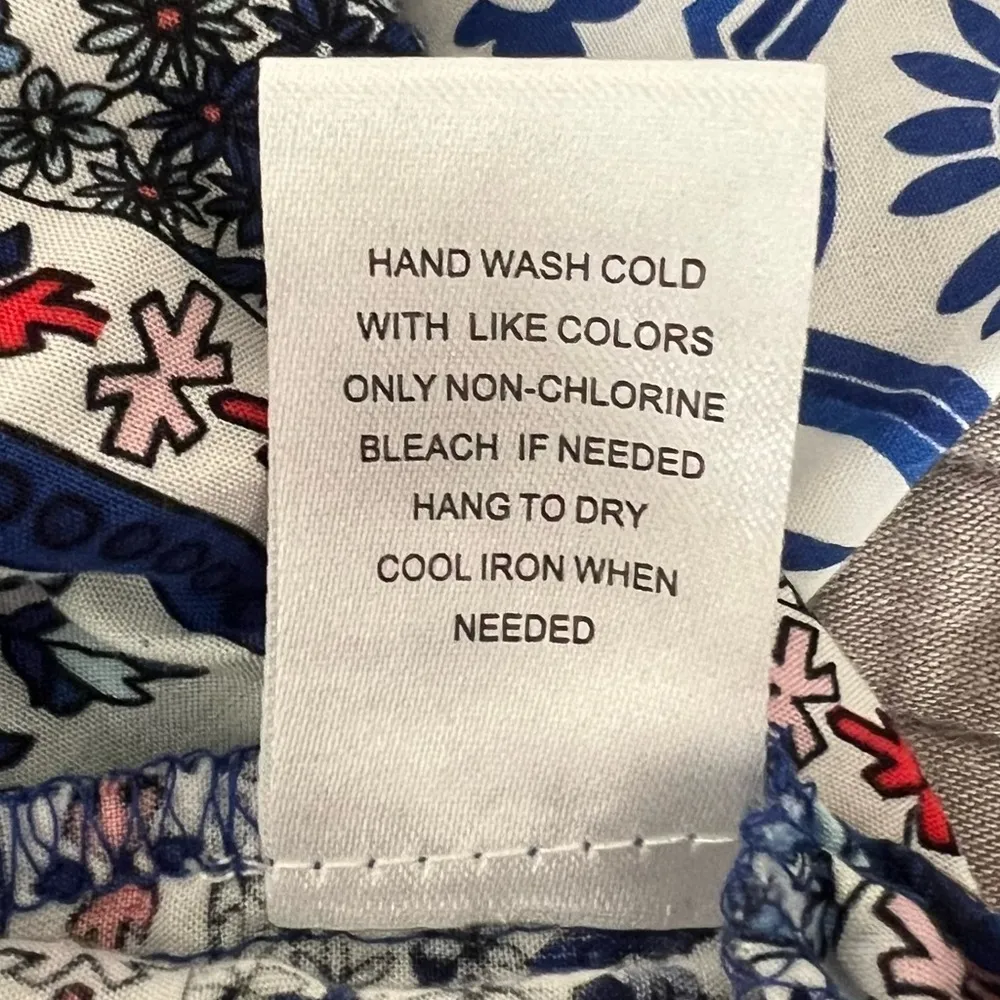 HAND WASH COLD
WITH LIKE COLORS
ONLY NON-CHLORINE
BLEACH IF NEEDED
HANG TO DRY
COOL IRON WHEN
NEEDED